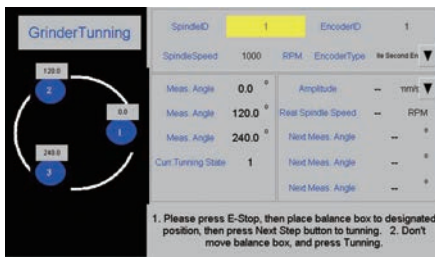 GrinderTunning
SpindleID 1 EncoderID 1
SpindleSpeed 1000 RPM EncoderType Second En
120.0
2
0.0
1
240.0
3
Meas. Angle 0.0 ° Amplitude -- mm/s
Meas. Angle 120.0 ° Real Spindle Speed -- RPM
Meas. Angle 240.0 ° Next Meas. Angle -- °
Curr.Tunning State 1 Next Meas. Angle -- °
Next Meas. Angle -- °
1. Please press E-Stop, then place balance box to designated
position, then press Next Step button to tunning. 2. Don't
move balance box, and press Tunning.